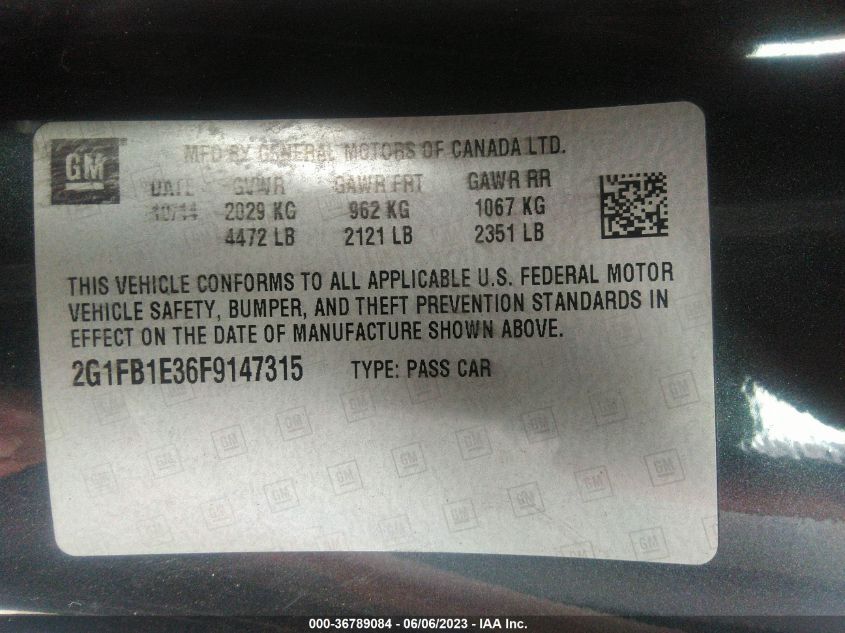 GM
MFD BY GENERAL MOTORS OF CANADA LTD.
DATE GVWR GAWR FRT GAWR RR
10/14 2029 KG 962 KG 1067 KG
4472 LB 2121 LB 2351 LB
THIS VEHICLE CONFORMS TO ALL APPLICABLE U.S. FEDERAL MOTOR
VEHICLE SAFETY, BUMPER, AND THEFT PREVENTION STANDARDS IN
EFFECT ON THE DATE OF MANUFACTURE SHOWN ABOVE.
2G1FB1E36F9147315 TYPE: PASS CAR
000-36789084 - 06/06/2023 - IAA Inc.